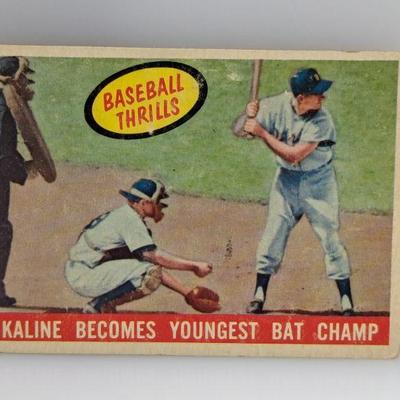 BASEBALL
THRILLS
KALINE BECOMES YOUNGEST BAT CHAMP